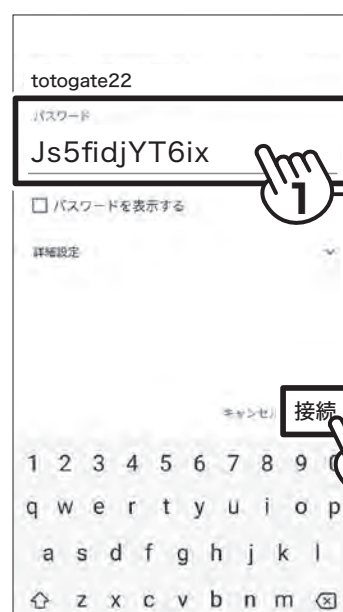 totogate22
パスワード
Js5fidjYT6ix
1
パスワードを表示する
詳細設定
キャンセル 接続
1 2 3 4 5 6 7 8 9 0
q w e r t y u i o p
a s d f g h j k l
z x c v b n m